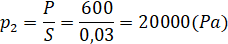 p₂ = P/S = 600/0,03 = 20000(Pa)